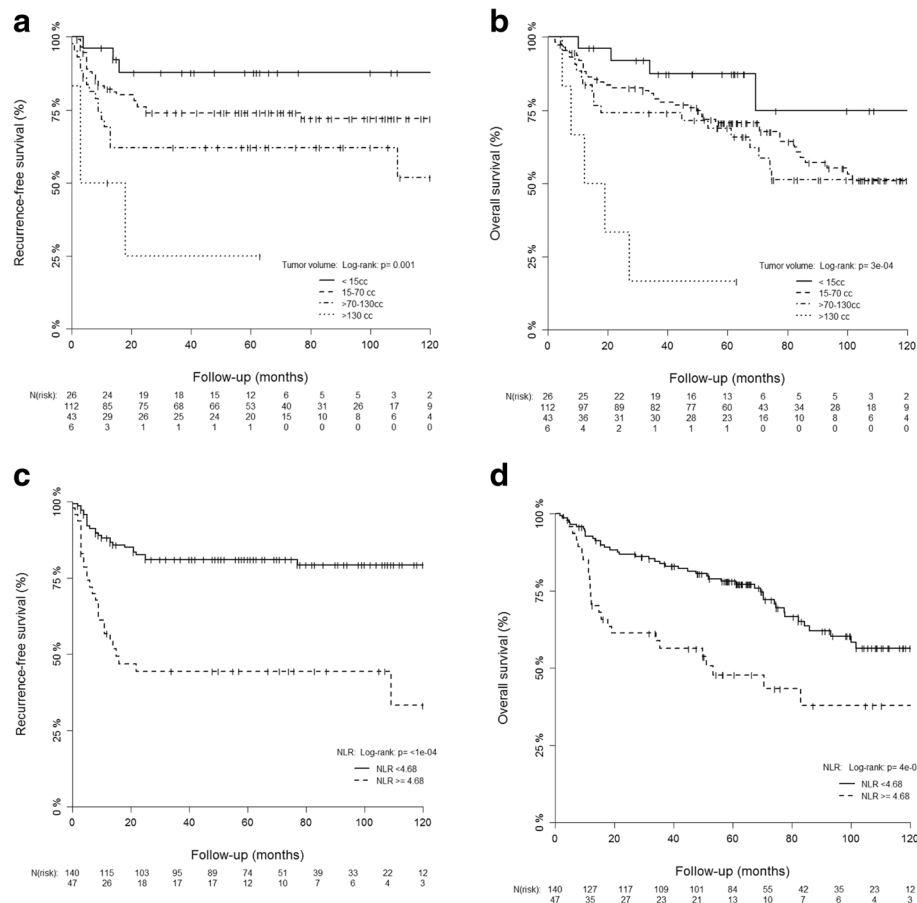 a
Recurrence-free survival (%)
100 %
75 %
50 %
25 %
0 %
Tumor volume: Log-rank: p= 0.001
< 15cc
15-70 cc
>70-130cc
>130 cc
0 20 40 60 80 100 120
Follow-up (months)
N(risk): 26 24 19 18 15 12 6 5 5 3 2
112 85 75 68 66 53 40 31 26 17 9
43 29 26 25 24 20 15 10 8 6 4
6 3 1 1 1 1 0 0 0 0 0
b
Overall survival (%)
100 %
75 %
50 %
25 %
0 %
Tumor volume: Log-rank: p= 3e-04
< 15cc
15-70 cc
>70-130cc
>130 cc
0 20 40 60 80 100 120
Follow-up (months)
26 25 22 19 16 13 6 5 5 3 2
112 97 89 82 77 60 43 34 28 18 9
43 36 31 30 28 23 16 10 8 6 4
6 4 2 1 1 1 0 0 0 0 0
c
Recurrence-free survival (%)
100 %
75 %
50 %
25 %
0 %
NLR: Log-rank: p= <1e-04
NLR <4.68
NLR >= 4.68
0 20 40 60 80 100 120
Follow-up (months)
N(risk): 140 115 103 95 89 74 51 39 33 22 12
47 26 18 17 17 12 10 7 6 4 3
d
Overall survival (%)
100 %
75 %
50 %
25 %
0 %
NLR: Log-rank: p= 4e-0
NLR <4.68
NLR >= 4.68
0 20 40 60 80 100 120
Follow-up (months)
N(risk): 140 127 117 109 101 84 55 42 35 23 12
47 35 27 23 21 13 10 7 6 4 3